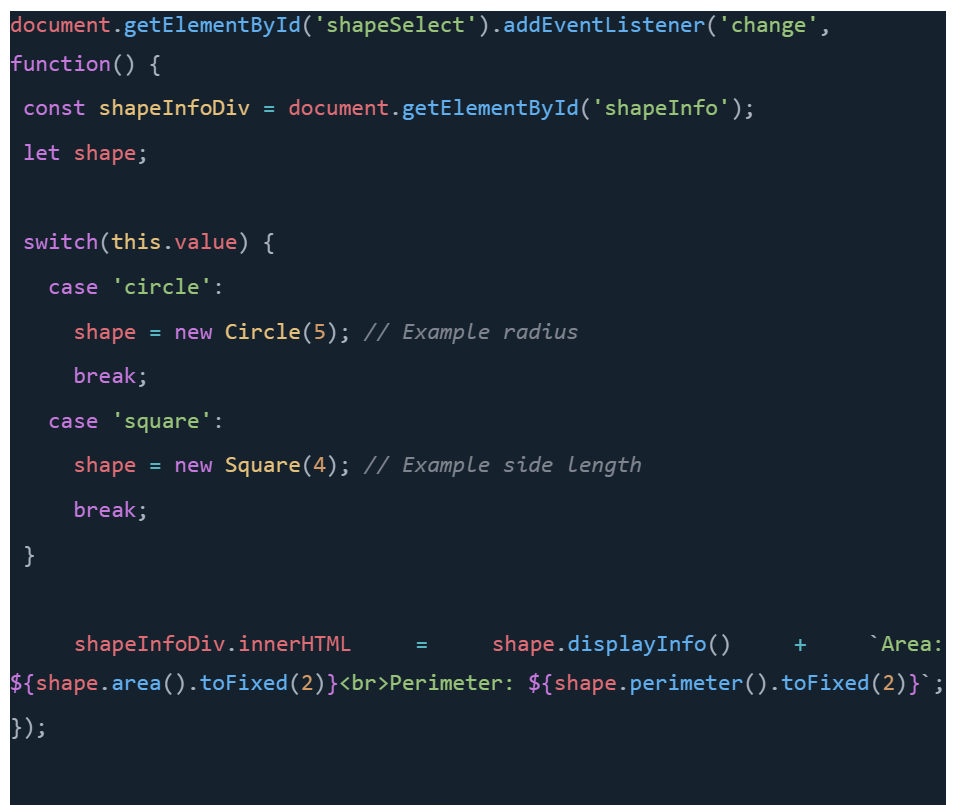 document.getElementById('shapeSelect').addEventListener('change',
function() {
 const shapeInfoDiv = document.getElementById('shapeInfo');
 let shape;

 switch(this.value) {
   case 'circle':
     shape = new Circle(5); // Example radius
     break;
   case 'square':
     shape = new Square(4); // Example side length
     break;
 }

     shapeInfoDiv.innerHTML = shape.displayInfo() + `Area:
${shape.area().toFixed(2)}<br>Perimeter: ${shape.perimeter().toFixed(2)}`;
});